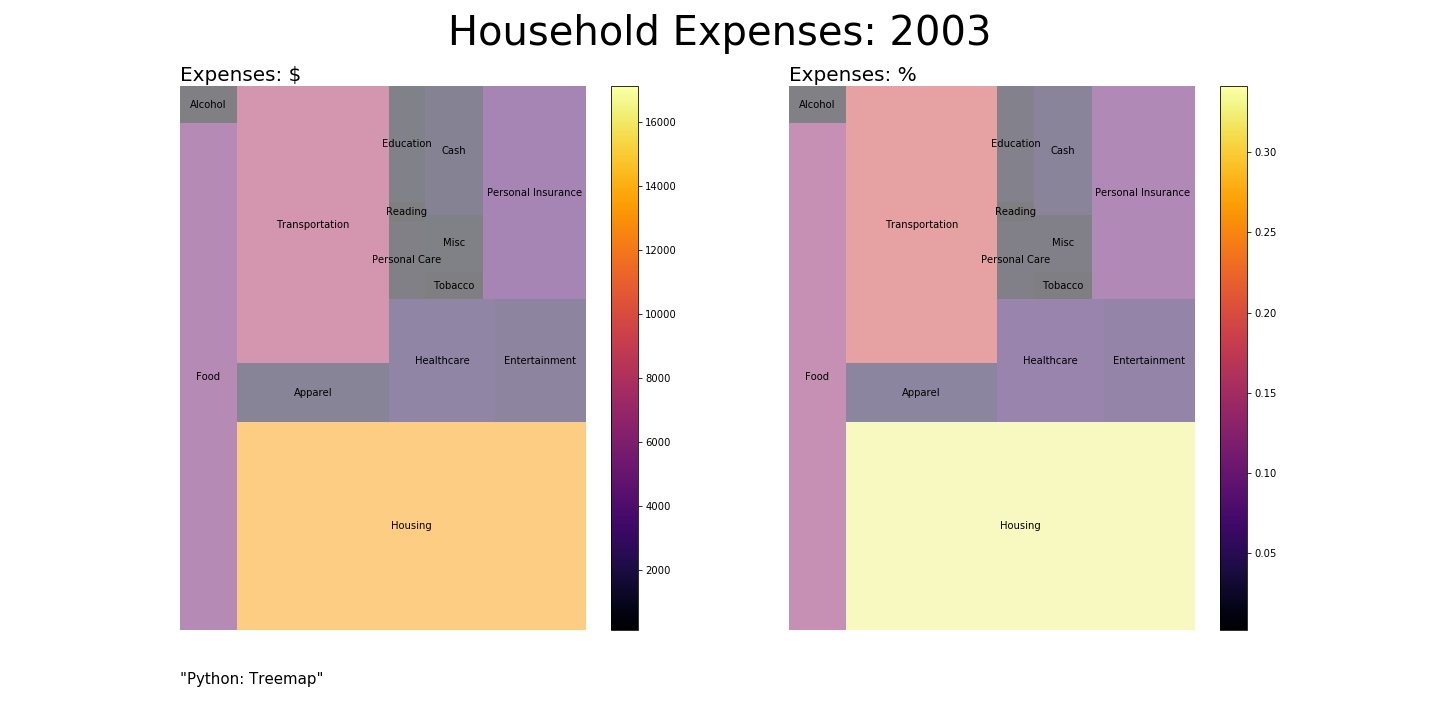 Household Expenses: 2003
Expenses: $
Alcohol
Education
Cash
Personal Insurance
Reading
Transportation
Misc
Personal Care
Tobacco
Healthcare
Entertainment
Food
Apparel
Housing
16000
14000
12000
10000
8000
6000
4000
2000
Expenses: %
Alcohol
Education
Cash
Personal Insurance
Reading
Transportation
Misc
Personal Care
Tobacco
Healthcare
Entertainment
Food
Apparel
Housing
0.30
0.25
0.20
0.15
0.10
0.05
"Python: Treemap"